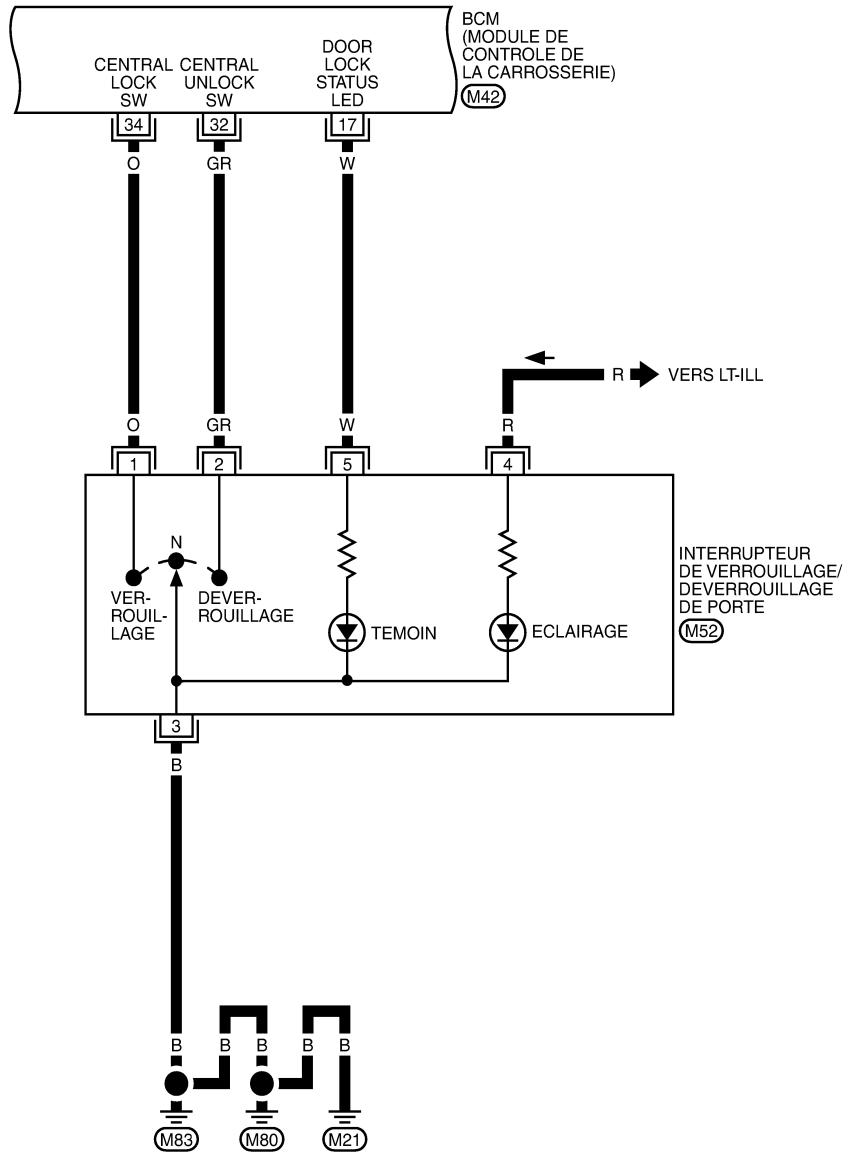 BCM
(MODULE DE
CONTROLE DE
LA CARROSSERIE)
M42
CENTRAL
LOCK
SW
CENTRAL
UNLOCK
SW
DOOR
LOCK
STATUS
LED
34
32
17
O
GR
W
R
VERS LT-ILL
O
GR
W
R
1
2
5
4
N
VER-
ROUIL-
LAGE
DEVER-
ROUILLAGE
TEMOIN
ECLAIRAGE
INTERRUPTEUR
DE VERROUILLAGE/
DEVERROUILLAGE
DE PORTE
M52
3
B
B
B
B
B
B
M83
M80
M21